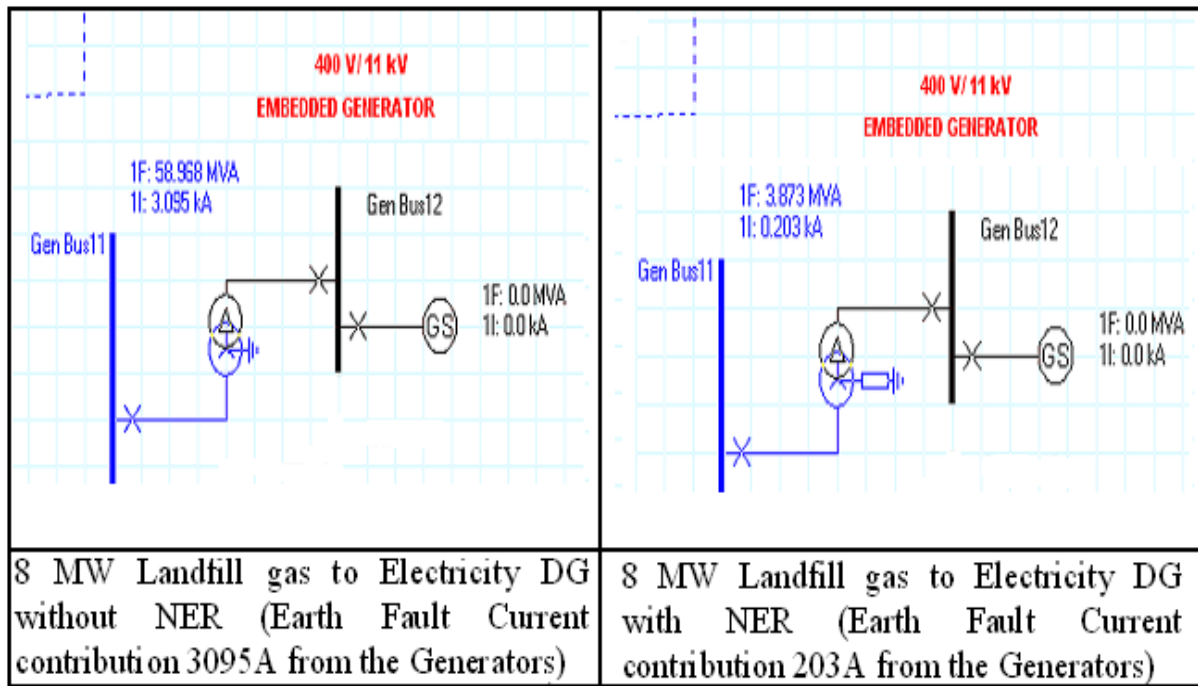 400 V/ 11 kV
EMBEDDED GENERATOR
1F: 58.968 MVA
1I: 3.095 kA
Gen Bus12
Gen Bus11
1F: 0.0 MVA
1I: 0.0 kA
GS
400 V/ 11 kV
EMBEDDED GENERATOR
1F: 3.873 MVA
1I: 0.203 kA
Gen Bus12
Gen Bus11
1F: 0.0 MVA
1I: 0.0 kA
GS
8 MW Landfill gas to Electricity DG
without NER (Earth Fault Current
contribution 3095A from the Generators)
8 MW Landfill gas to Electricity DG
with NER (Earth Fault Current
contribution 203A from the Generators)